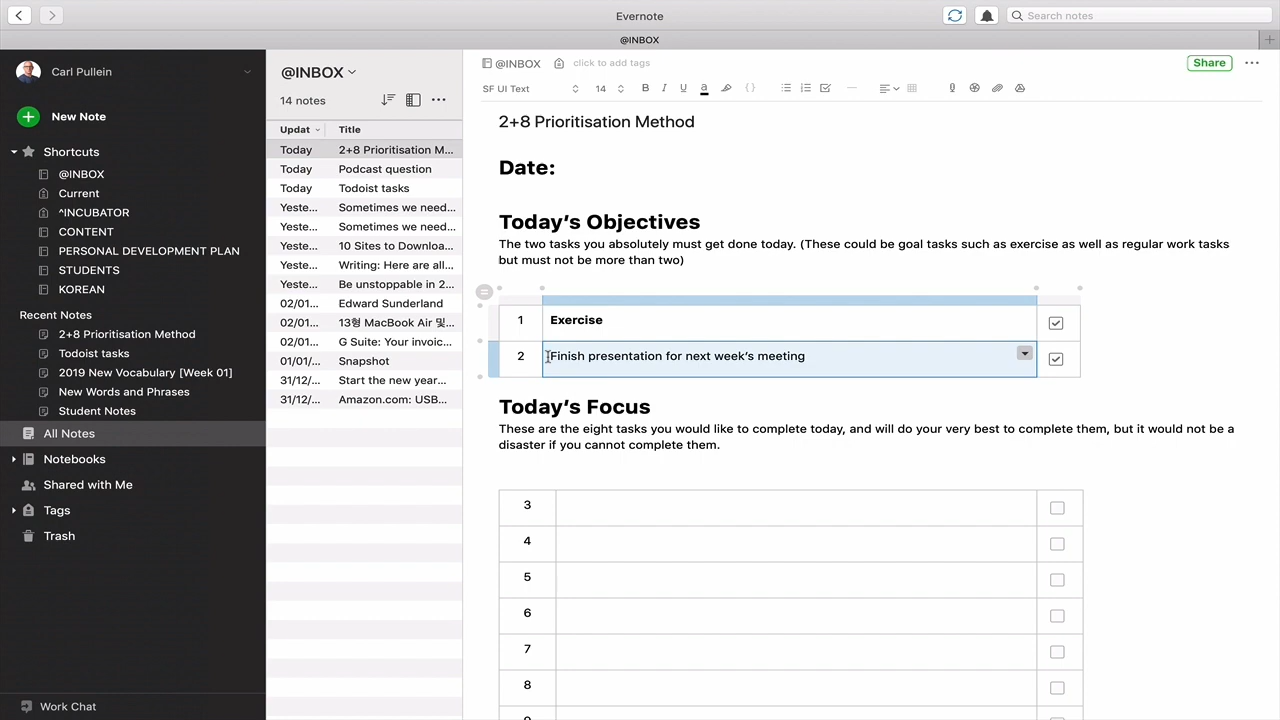 Evernote
Search notes
@INBOX
Carl Pullein
New Note
Shortcuts
@INBOX
Current
^INCUBATOR
CONTENT
PERSONAL DEVELOPMENT PLAN
STUDENTS
KOREAN
Recent Notes
2+8 Prioritisation Method
Todoist tasks
2019 New Vocabulary [Week 01]
New Words and Phrases
Student Notes
All Notes
Notebooks
Shared with Me
Tags
Trash
Work Chat
@INBOX
14 notes
Updat Title
Today 2+8 Prioritisation M...
Today Podcast question
Today Todoist tasks
Yeste... Sometimes we need...
Yeste... Sometimes we need...
Yeste... 10 Sites to Downloa...
Yeste... Writing: Here are all...
Yeste... Be unstoppable in 2...
02/01... Edward Sunderland
02/01... 13형 MacBook Air 및...
02/01... G Suite: Your invoic...
01/01/... Snapshot
31/12/... Start the new year...
31/12/... Amazon.com: USB...
@INBOX click to add tags Share
SF UI Text 14 B I U a
2+8 Prioritisation Method
Date:
Today’s Objectives
The two tasks you absolutely must get done today. (These could be goal tasks such as exercise as well as regular work tasks
but must not be more than two)
1 Exercise
2 Finish presentation for next week’s meeting
Today’s Focus
These are the eight tasks you would like to complete today, and will do your very best to complete them, but it would not be a
disaster if you cannot complete them.
3
4
5
6
7
8